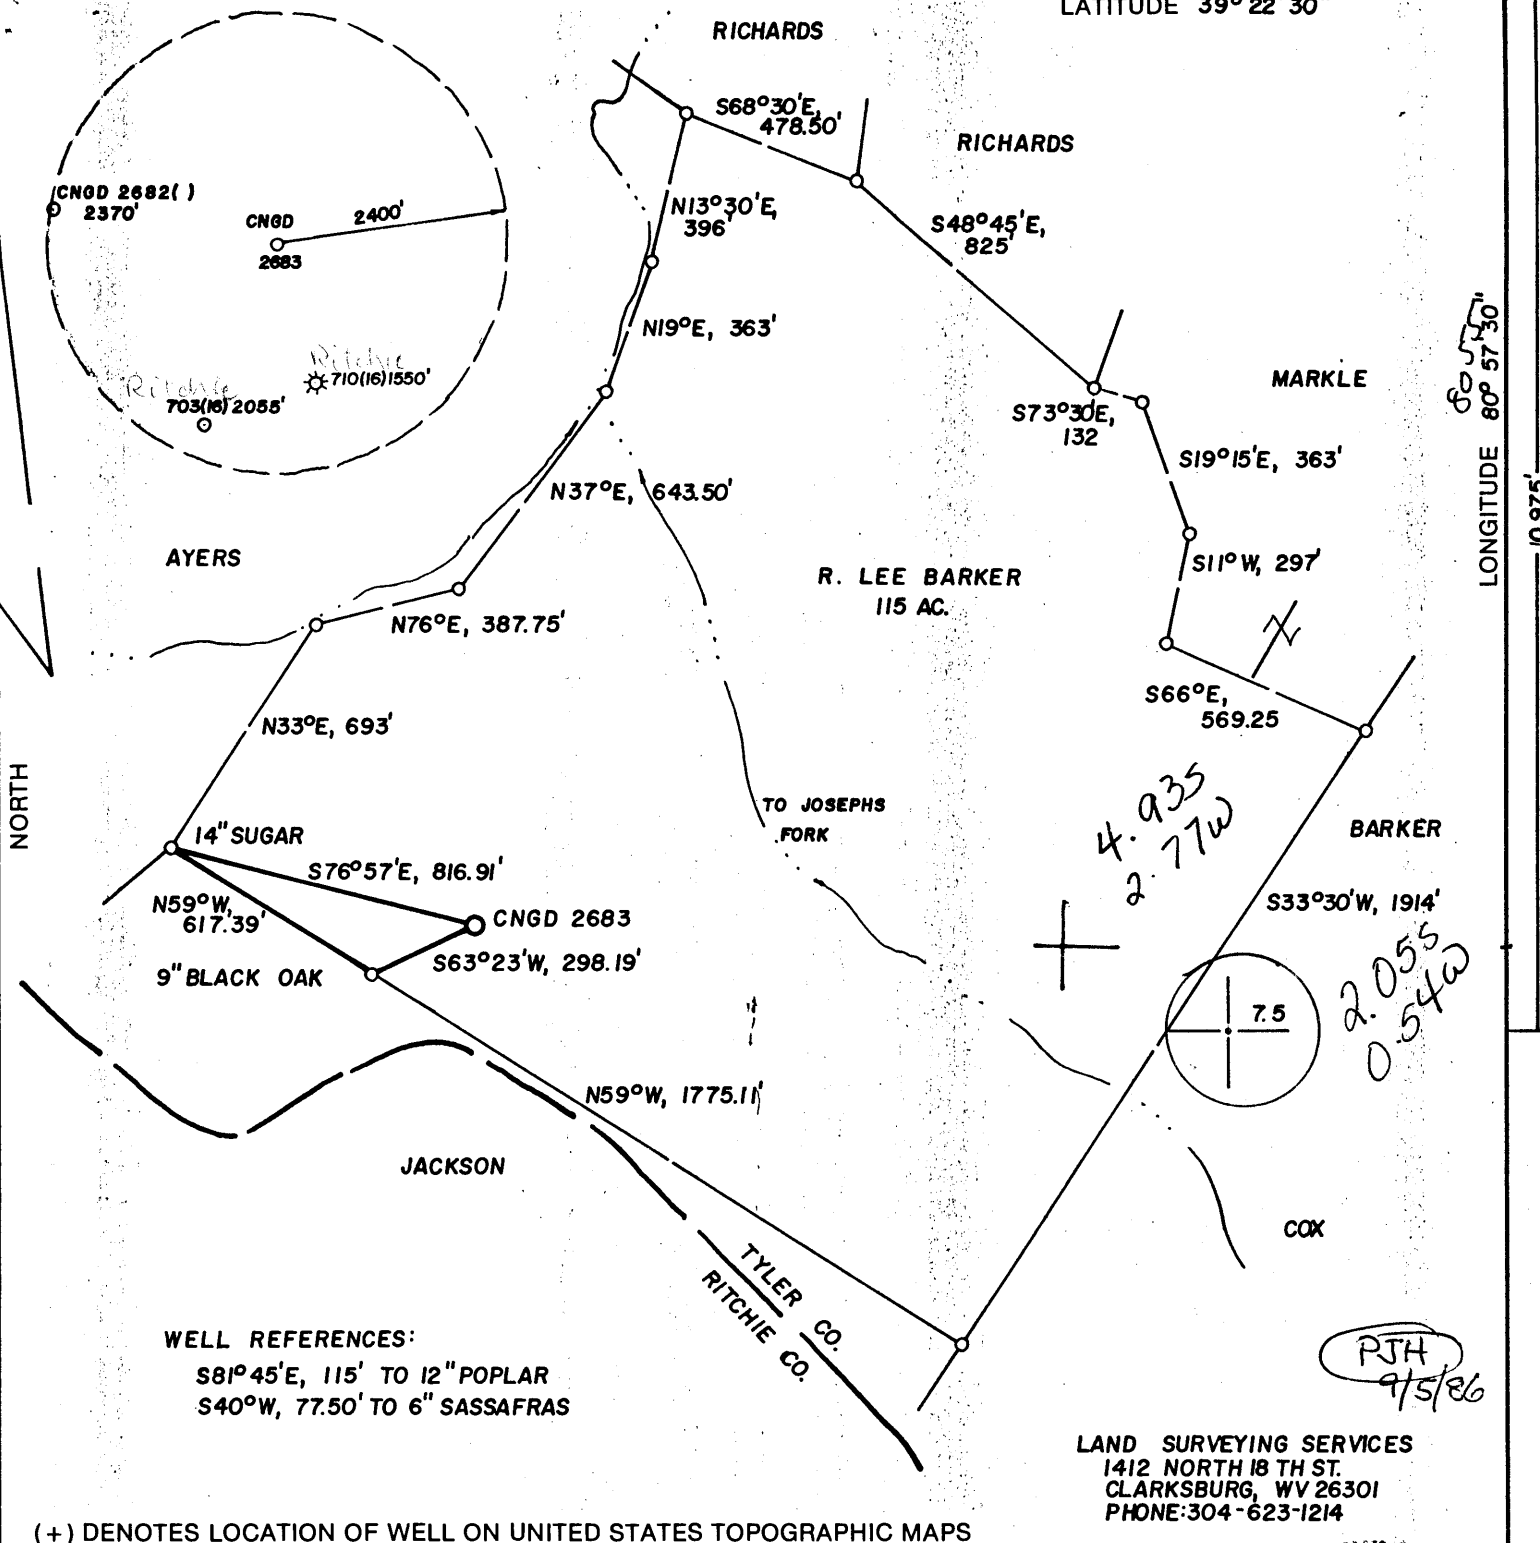 LATITUDE 39° 22' 30"
RICHARDS
S68°30'E,
478.50'
RICHARDS
CNGD 2682( )
2370'
CNGD
2400'
2683
N13°30'E,
396'
S48°45'E,
825'
N19°E, 363'
Ritchie
710(16)1550'
Ritchie
703(16)2055'
MARKLE
80 55
LONGITUDE 80° 57' 30"
S73°30'E,
132
S19°15'E, 363'
10,975'
N37°E, 643.50'
AYERS
S11°W, 297'
R. LEE BARKER
115 AC.
N76°E, 387.75'
S66°E,
569.25
N33°E, 693'
NORTH
TO JOSEPHS
FORK
4.93S
2.77W
BARKER
14" SUGAR
S76°57'E, 816.91'
N59°W,
617.39'
CNGD 2683
S33°30'W, 1914'
S63°23'W, 298.19'
9" BLACK OAK
2.05S
0.54W
7.5
N59°W, 1775.11'
JACKSON
COX
TYLER CO.
RITCHIE CO.
WELL REFERENCES:
S81°45'E, 115' TO 12" POPLAR
S40°W, 77.50' TO 6" SASSAFRAS
PJH
9/5/86
LAND SURVEYING SERVICES
1412 NORTH 18 TH ST.
CLARKSBURG, WV 26301
PHONE:304-623-1214
(+) DENOTES LOCATION OF WELL ON UNITED STATES TOPOGRAPHIC MAPS